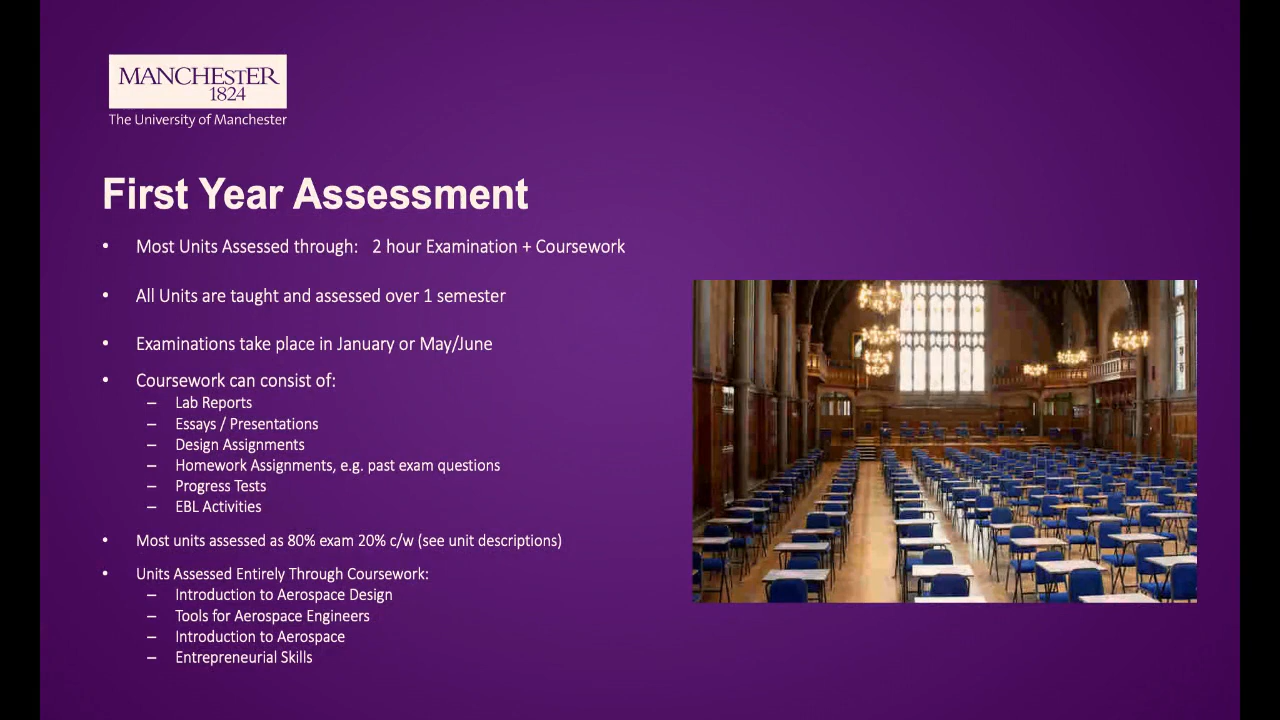 MANCHESTER
1824
The University of Manchester
First Year Assessment
• Most Units Assessed through: 2 hour Examination + Coursework
• All Units are taught and assessed over 1 semester
• Examinations take place in January or May/June
• Coursework can consist of:
– Lab Reports
– Essays / Presentations
– Design Assignments
– Homework Assignments, e.g. past exam questions
– Progress Tests
– EBL Activities
• Most units assessed as 80% exam 20% c/w (see unit descriptions)
• Units Assessed Entirely Through Coursework:
– Introduction to Aerospace Design
– Tools for Aerospace Engineers
– Introduction to Aerospace
– Entrepreneurial Skills